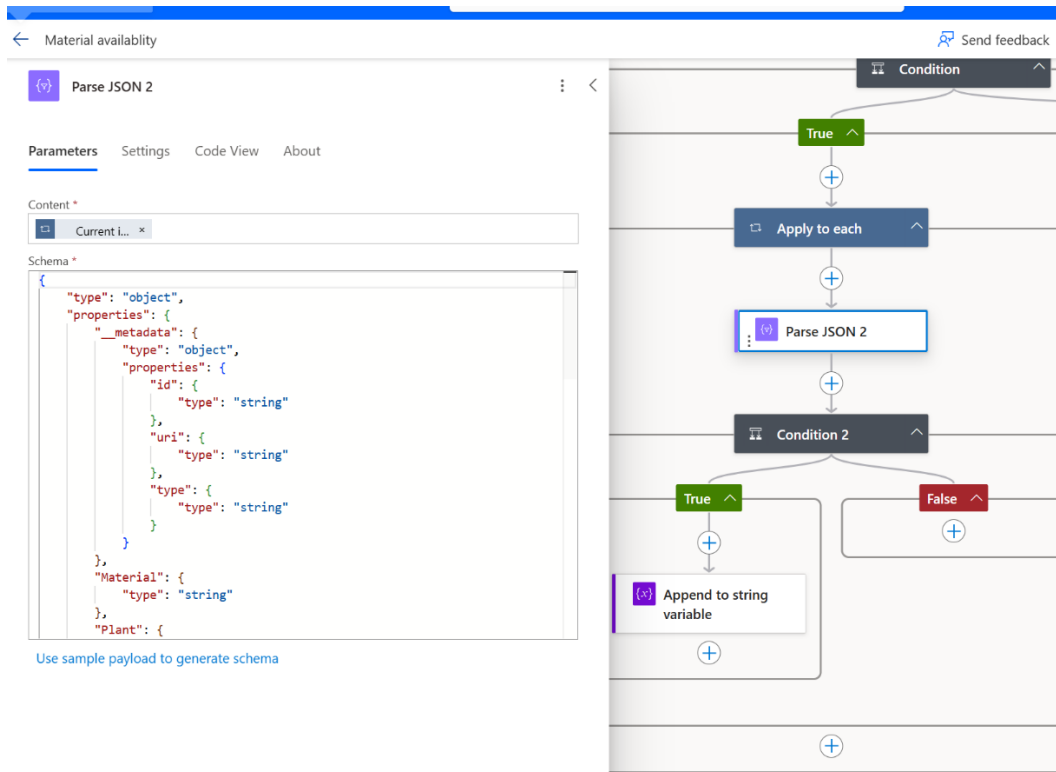 Material availablity
Send feedback
Parse JSON 2
Parameters
Settings
Code View
About
Content *
Current i... ×
Schema *
{
"type": "object",
"properties": {
"__metadata": {
"type": "object",
"properties": {
"id": {
"type": "string"
},
"uri": {
"type": "string"
},
"type": {
"type": "string"
}
}
},
"Material": {
"type": "string"
},
"Plant": {
Use sample payload to generate schema
Condition
True
Apply to each
Parse JSON 2
Condition 2
True
False
Append to string
variable